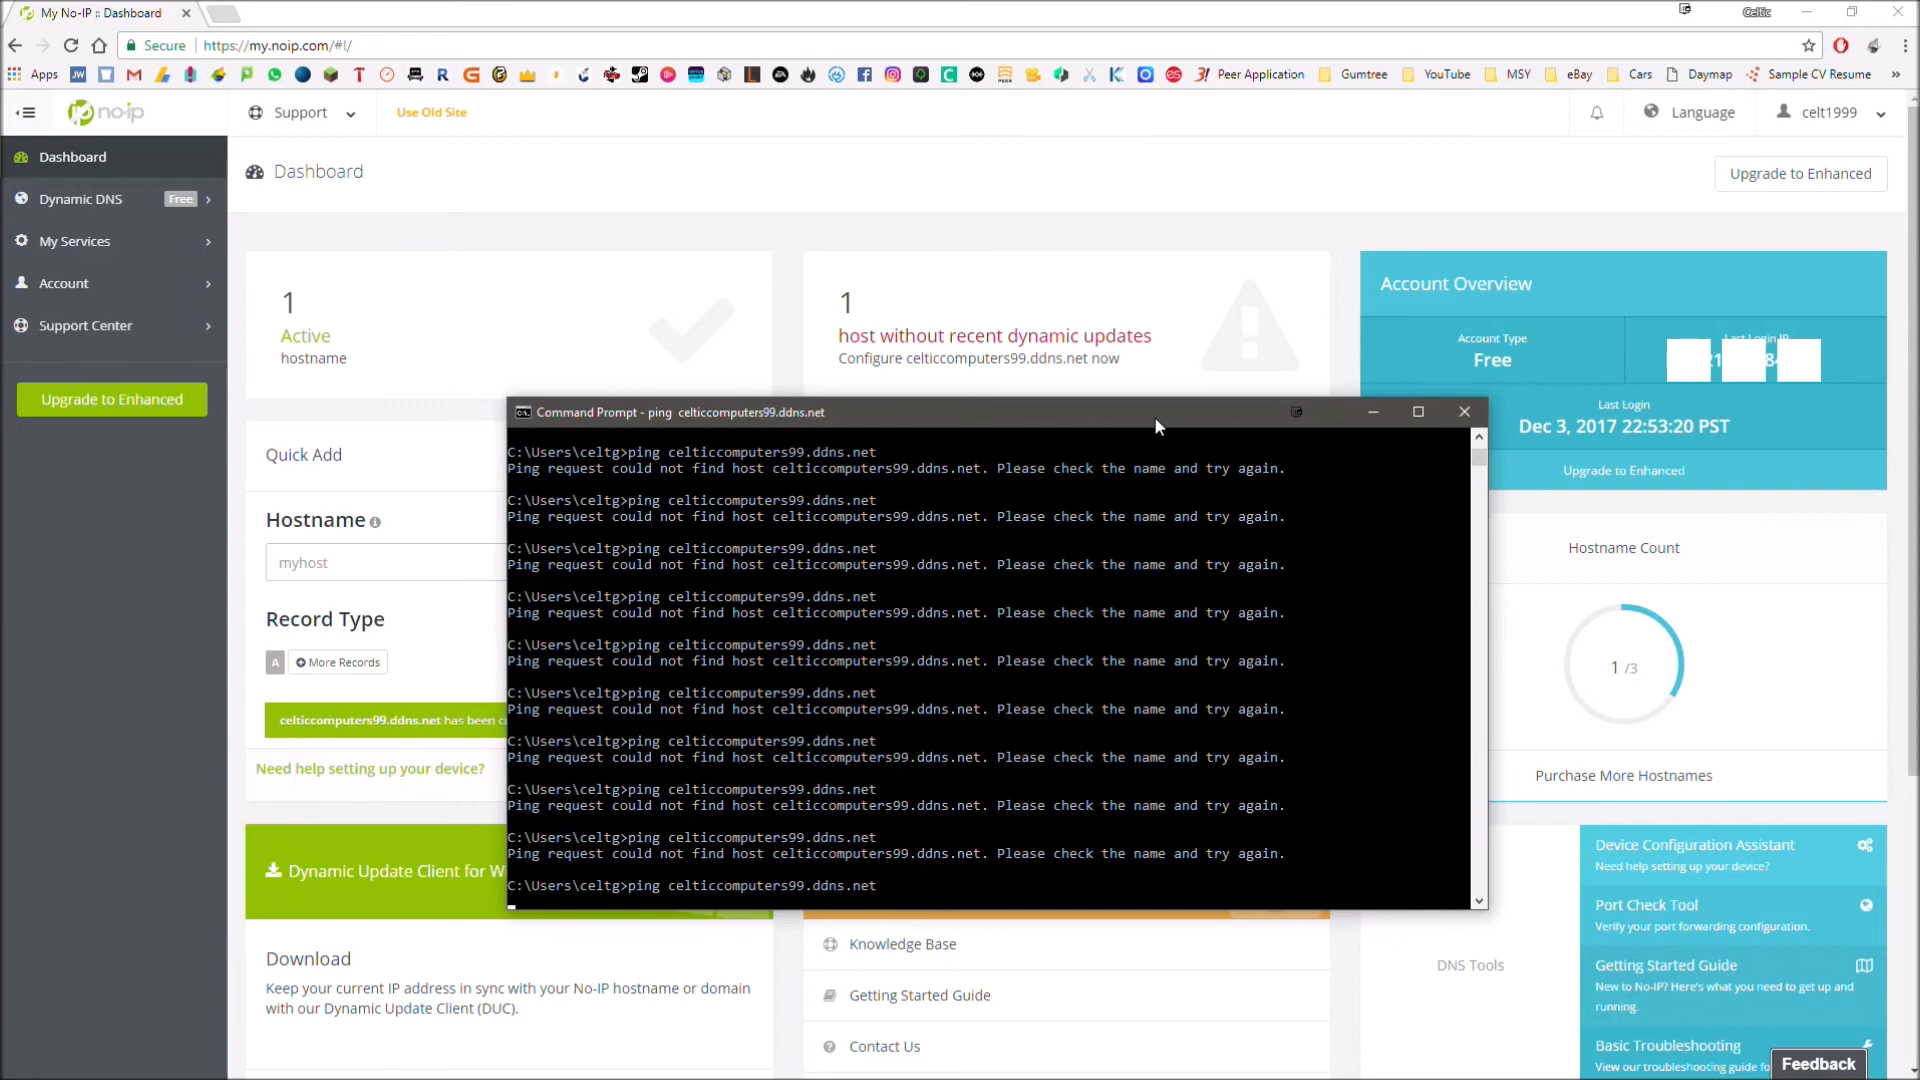 My No-IP :: Dashboard
Celtic
Secure https://my.noip.com/#!/
Apps
Peer Application
Gumtree
YouTube
MSY
eBay
Cars
Daymap
Sample CV Resume
»
no-ip
Support
Use Old Site
Language
celt1999
Dashboard
Dynamic DNS Free
My Services
Account
Support Center
Upgrade to Enhanced
Dashboard
Upgrade to Enhanced
1
Active
hostname
1
host without recent dynamic updates
Configure celticcomputers99.ddns.net now
Account Overview
Account Type
Free
Last Login IP
Last Login
Dec 3, 2017 22:53:20 PST
Upgrade to Enhanced
Quick Add
Hostname
myhost
Record Type
A More Records
celticcomputers99.ddns.net has been
Need help setting up your device?
Command Prompt - ping celticcomputers99.ddns.net
C:\Users\celtg>ping celticcomputers99.ddns.net
Ping request could not find host celticcomputers99.ddns.net. Please check the name and try again.
C:\Users\celtg>ping celticcomputers99.ddns.net
Ping request could not find host celticcomputers99.ddns.net. Please check the name and try again.
C:\Users\celtg>ping celticcomputers99.ddns.net
Ping request could not find host celticcomputers99.ddns.net. Please check the name and try again.
C:\Users\celtg>ping celticcomputers99.ddns.net
Ping request could not find host celticcomputers99.ddns.net. Please check the name and try again.
C:\Users\celtg>ping celticcomputers99.ddns.net
Ping request could not find host celticcomputers99.ddns.net. Please check the name and try again.
C:\Users\celtg>ping celticcomputers99.ddns.net
Ping request could not find host celticcomputers99.ddns.net. Please check the name and try again.
C:\Users\celtg>ping celticcomputers99.ddns.net
Ping request could not find host celticcomputers99.ddns.net. Please check the name and try again.
C:\Users\celtg>ping celticcomputers99.ddns.net
Ping request could not find host celticcomputers99.ddns.net. Please check the name and try again.
C:\Users\celtg>ping celticcomputers99.ddns.net
Ping request could not find host celticcomputers99.ddns.net. Please check the name and try again.
C:\Users\celtg>ping celticcomputers99.ddns.net
Hostname Count
1 /3
Purchase More Hostnames
Dynamic Update Client for W
Download
Keep your current IP address in sync with your No-IP hostname or domain
with our Dynamic Update Client (DUC).
Knowledge Base
Getting Started Guide
Contact Us
DNS Tools
Device Configuration Assistant
Need help setting up your device?
Port Check Tool
Verify your port forwarding configuration.
Getting Started Guide
New to No-IP? Here's what you need to get up and
running.
Basic Troubleshooting
View our troubleshooting guide fo
Feedback